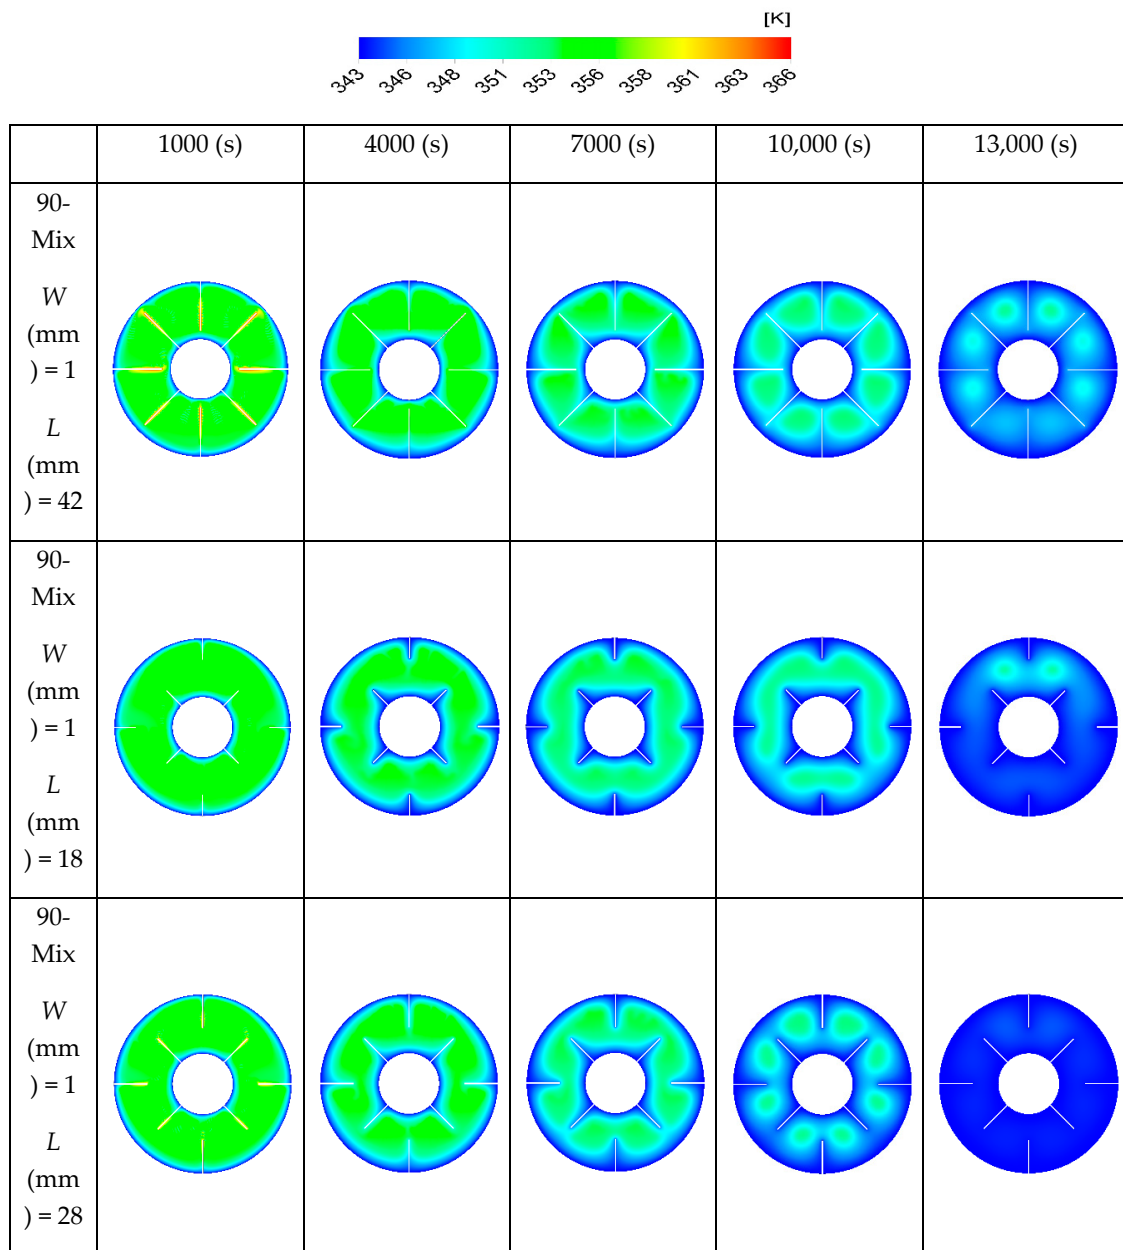 [K]
343 346 348 351 353 356 358 361 363 366
1000 (s) 4000 (s) 7000 (s) 10,000 (s) 13,000 (s)
90-
Mix
W
(mm
) = 1
L
(mm
) = 42
90-
Mix
W
(mm
) = 1
L
(mm
) = 18
90-
Mix
W
(mm
) = 1
L
(mm
) = 28